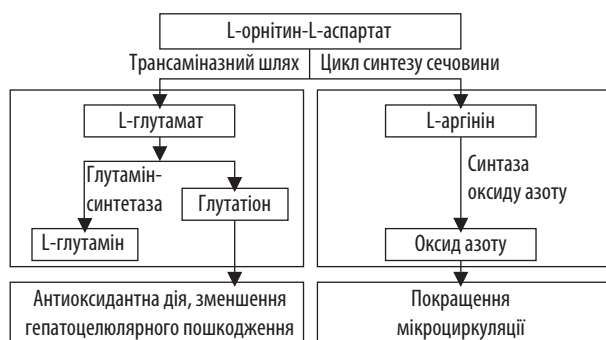 L-орнітин-L-аспартат
Трансаміназний шлях
Цикл синтезу сечовини
L-глутамат
L-аргінін
Глутамін-
синтетаза
Глутатіон
L-глутамін
Синтаза
оксиду азоту
Оксид азоту
Антиоксидантна дія, зменшення
гепатоцелюлярного пошкодження
Покращення
мікроциркуляції